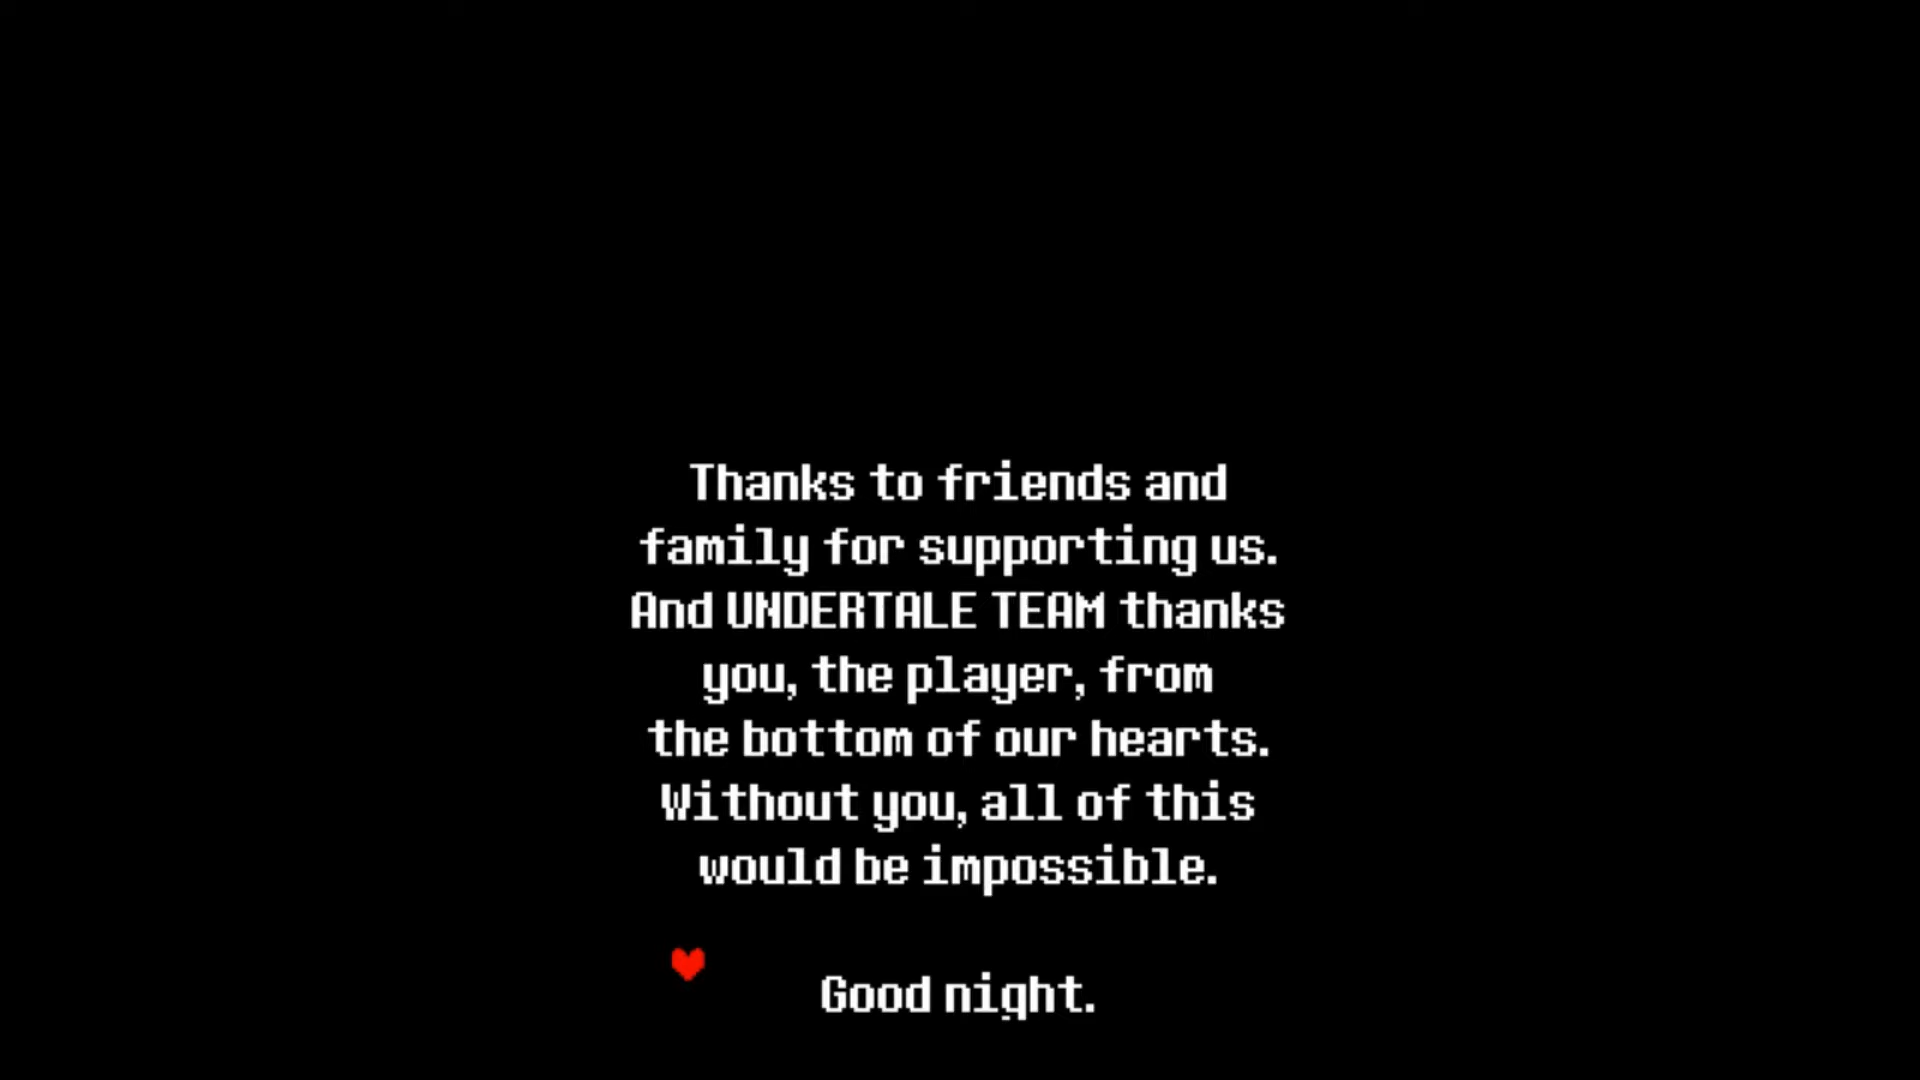 Thanks to friends and
family for supporting us.
And UNDERTALE TEAM thanks
you, the player, from
the bottom of our hearts.
Without you, all of this
would be impossible.
Good night.